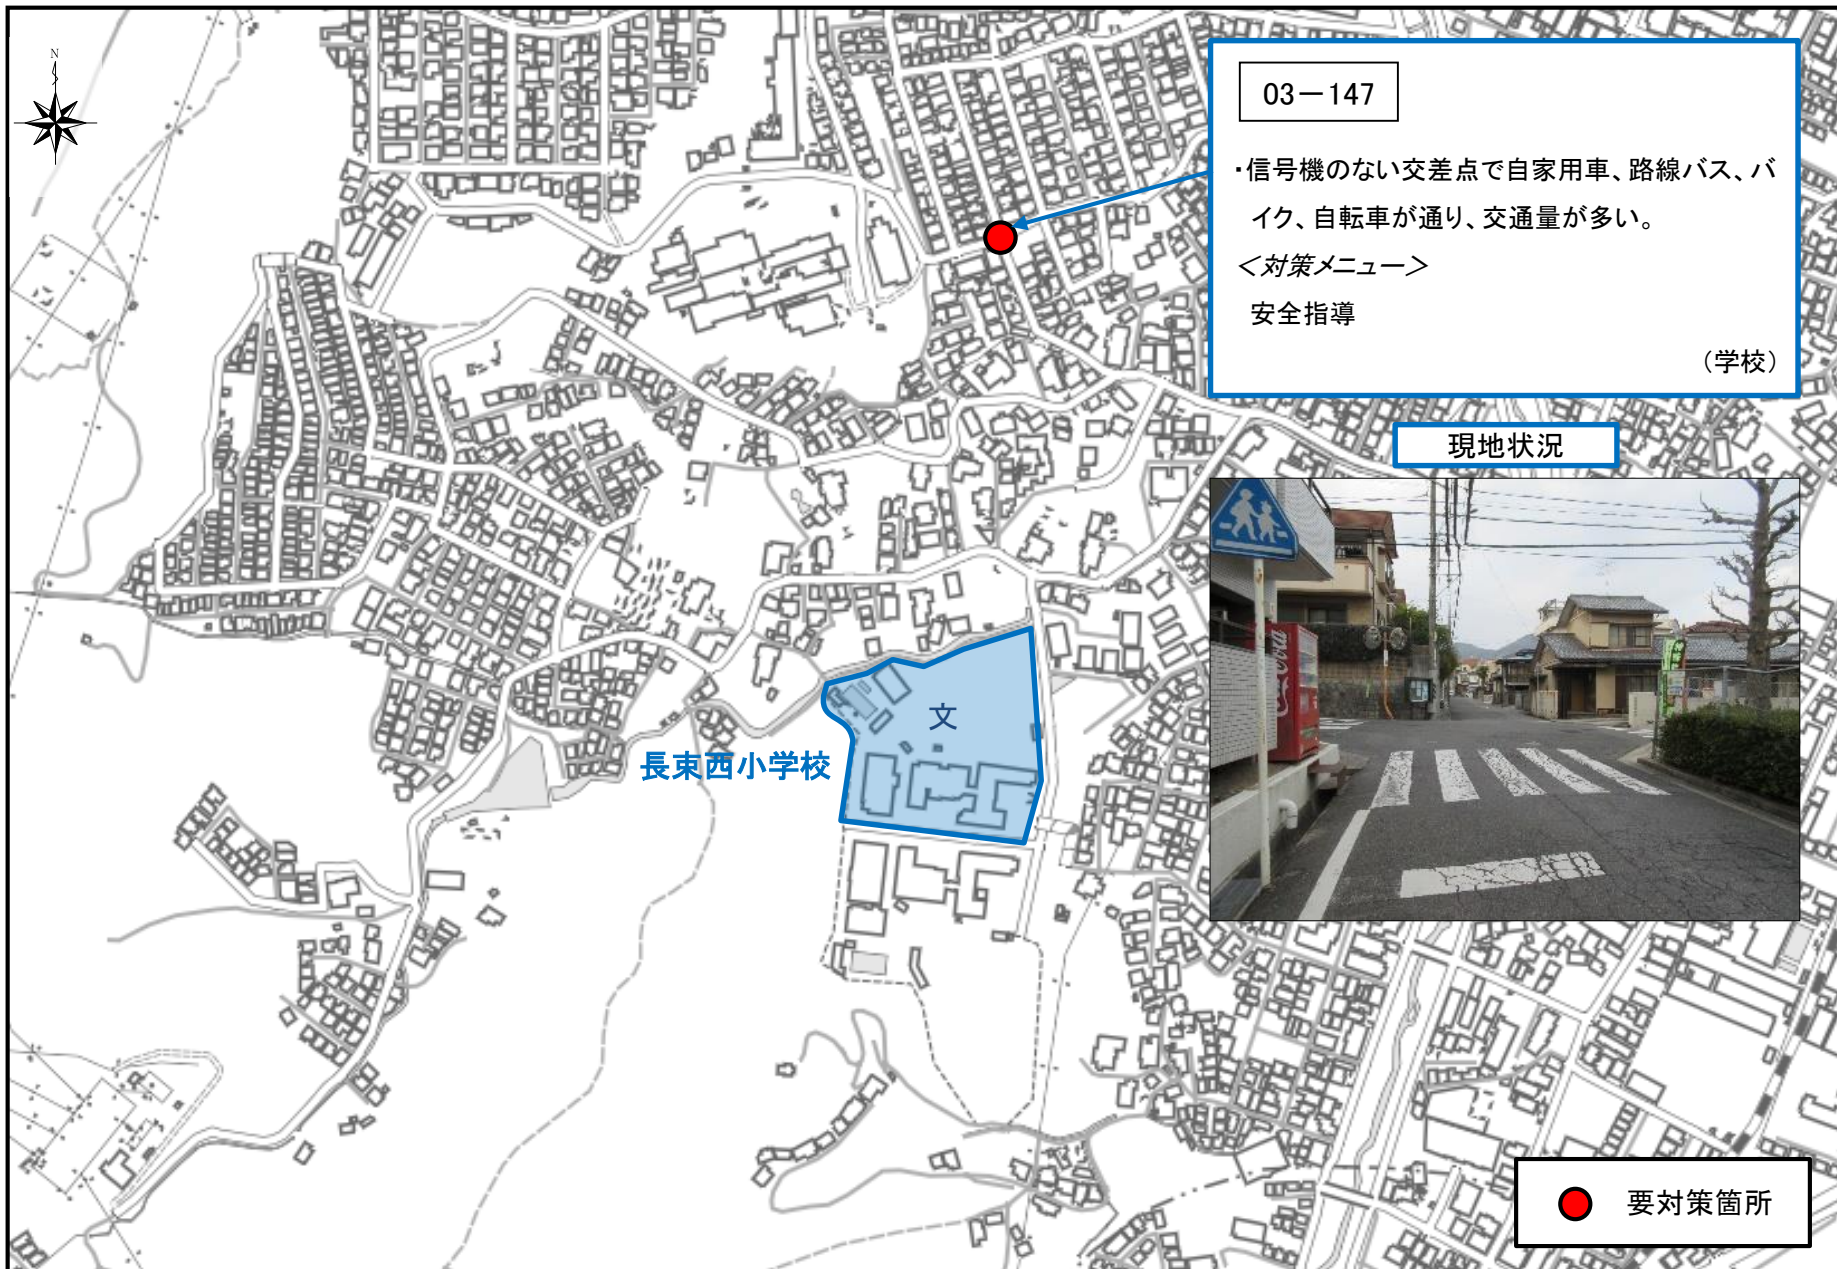 N
03－147
・信号機のない交差点で自家用車、路線バス、バ
イク、自転車が通り、交通量が多い。
＜対策メニュー＞
安全指導
（学校）
現地状況
Coca
文
長束西小学校
要対策箇所